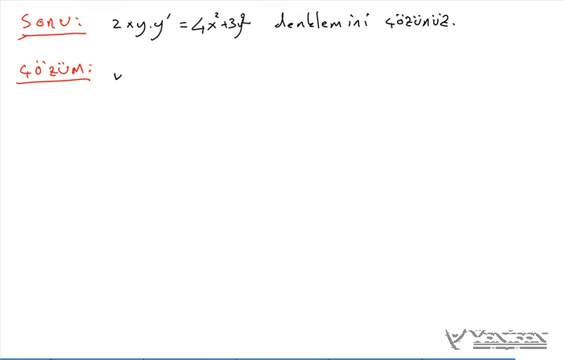 Soru: 2xy.y' = 4x²+3y² denklemini çözünüz.
Çözüm: